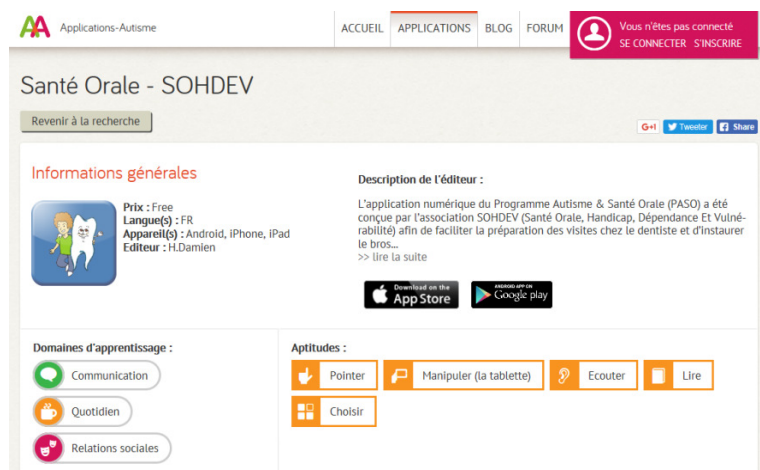 AA Applications-Autisme
ACCUEIL APPLICATIONS BLOG FORUM
Vous n'êtes pas connecté
SE CONNECTER S'INSCRIRE
Santé Orale - SOHDEV
Revenir à la recherche
G+1 Tweeter Share
Informations générales
Prix : Free
Langue(s) : FR
Appareil(s) : Android, iPhone, iPad
Editeur : H.Damien
Description de l'éditeur :
L'application numérique du Programme Autisme & Santé Orale (PASO) a été
conçue par l'association SOHDEV (Santé Orale, Handicap, Dépendance Et Vulné-
rabilité) afin de faciliter la préparation des visites chez le dentiste et d'instaurer
le bros...
>> lire la suite
Download on the
App Store
ANDROID APP ON
Google play
Domaines d'apprentissage :
Communication
Quotidien
Relations sociales
Aptitudes :
Pointer Manipuler (la tablette) Ecouter Lire
Choisir